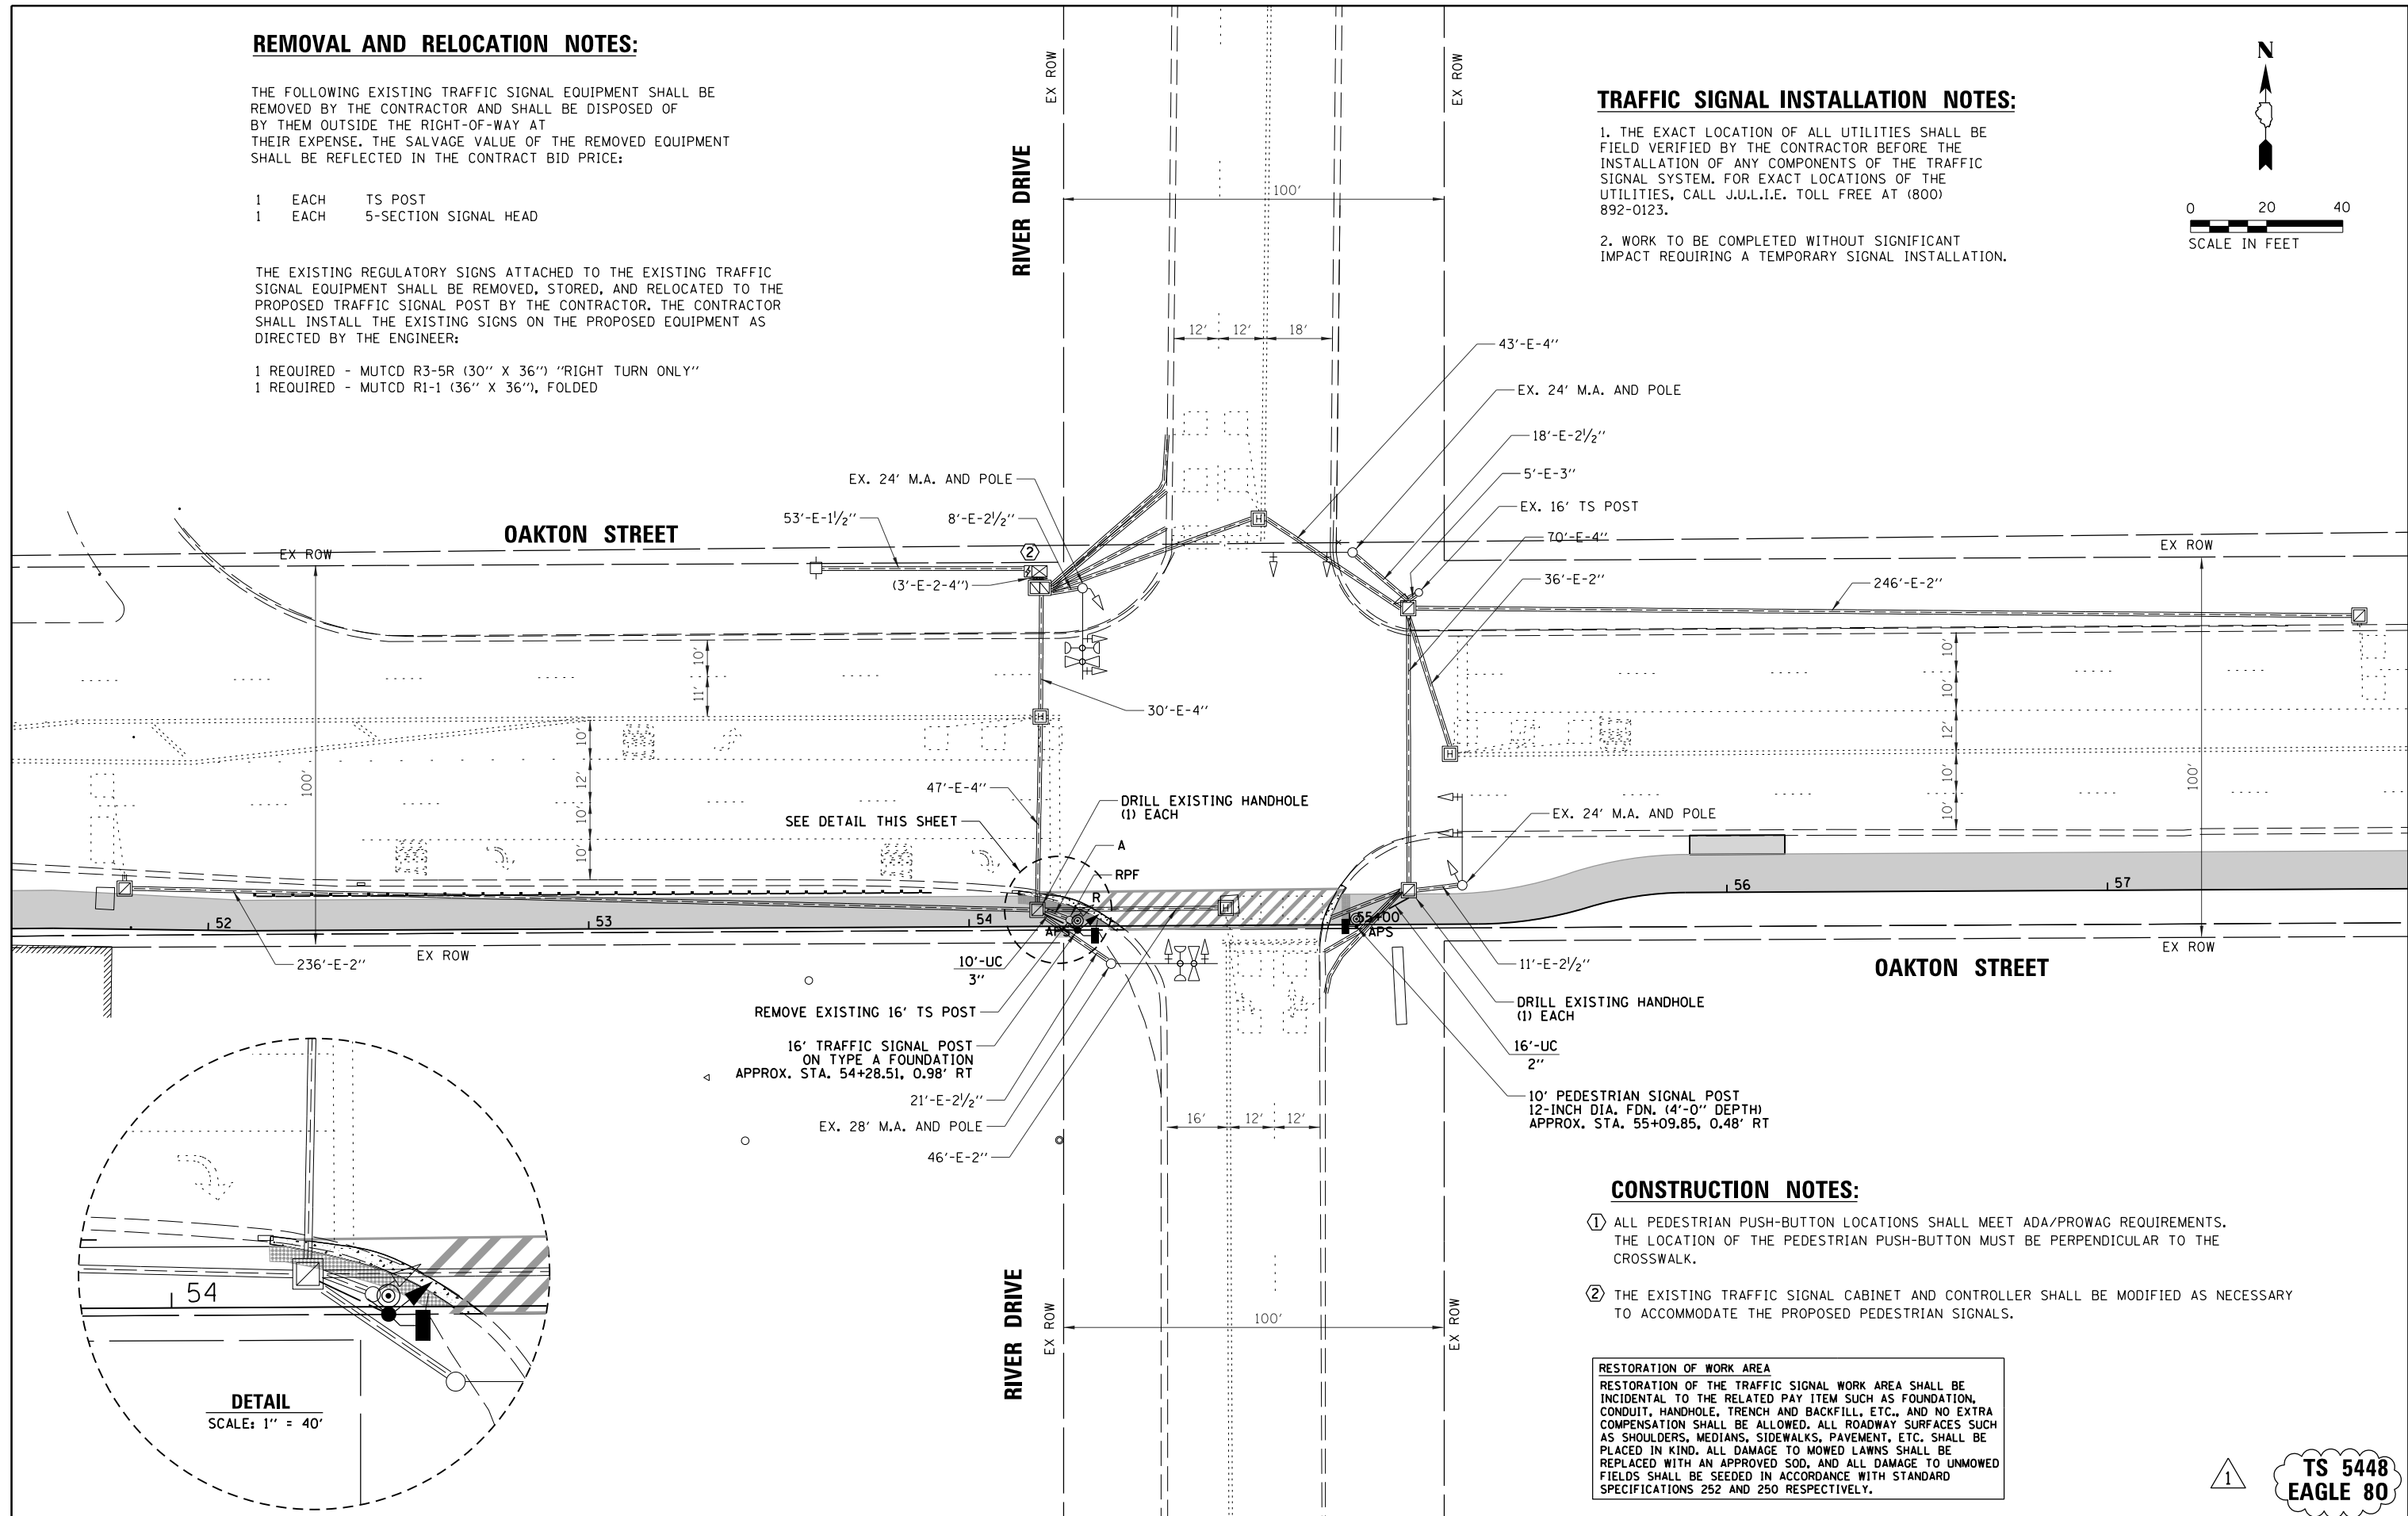 REMOVAL AND RELOCATION NOTES:
THE FOLLOWING EXISTING TRAFFIC SIGNAL EQUIPMENT SHALL BE
REMOVED BY THE CONTRACTOR AND SHALL BE DISPOSED OF
BY THEM OUTSIDE THE RIGHT-OF-WAY AT
THEIR EXPENSE. THE SALVAGE VALUE OF THE REMOVED EQUIPMENT
SHALL BE REFLECTED IN THE CONTRACT BID PRICE:
1 EACH TS POST
1 EACH 5-SECTION SIGNAL HEAD
THE EXISTING REGULATORY SIGNS ATTACHED TO THE EXISTING TRAFFIC
SIGNAL EQUIPMENT SHALL BE REMOVED, STORED, AND RELOCATED TO THE
PROPOSED TRAFFIC SIGNAL POST BY THE CONTRACTOR. THE CONTRACTOR
SHALL INSTALL THE EXISTING SIGNS ON THE PROPOSED EQUIPMENT AS
DIRECTED BY THE ENGINEER:
1 REQUIRED - MUTCD R3-5R (30" X 36") "RIGHT TURN ONLY"
1 REQUIRED - MUTCD R1-1 (36" X 36"), FOLDED
EX ROW
EX ROW
RIVER DRIVE
100'
12'
12'
18'
TRAFFIC SIGNAL INSTALLATION NOTES:
1. THE EXACT LOCATION OF ALL UTILITIES SHALL BE
FIELD VERIFIED BY THE CONTRACTOR BEFORE THE
INSTALLATION OF ANY COMPONENTS OF THE TRAFFIC
SIGNAL SYSTEM. FOR EXACT LOCATIONS OF THE
UTILITIES, CALL J.U.L.I.E. TOLL FREE AT (800)
892-0123.
2. WORK TO BE COMPLETED WITHOUT SIGNIFICANT
IMPACT REQUIRING A TEMPORARY SIGNAL INSTALLATION.
N
0 20 40
SCALE IN FEET
43'-E-4"
EX. 24' M.A. AND POLE
18'-E-2½"
5'-E-3"
EX. 16' TS POST
70'-E-4"
36'-E-2"
246'-E-2"
EX ROW
EX. 24' M.A. AND POLE
53'-E-1½"
8'-E-2½"
OAKTON STREET
EX ROW
2
(3'-E-2-4")
H
10'
11'
30'-E-4"
H
10'
12'
10'
10'
100'
47'-E-4"
SEE DETAIL THIS SHEET
DRILL EXISTING HANDHOLE
(1) EACH
A
RPF
R
H
H
10'
10'
12'
10'
10'
100'
EX. 24' M.A. AND POLE
52
53
54
55+00
56
57
APS
APS
236'-E-2"
EX ROW
EX ROW
OAKTON STREET
10'-UC
3"
REMOVE EXISTING 16' TS POST
16' TRAFFIC SIGNAL POST
ON TYPE A FOUNDATION
APPROX. STA. 54+28.51, 0.98' RT
21'-E-2½"
EX. 28' M.A. AND POLE
46'-E-2"
11'-E-2½"
DRILL EXISTING HANDHOLE
(1) EACH
16'-UC
2"
10' PEDESTRIAN SIGNAL POST
12-INCH DIA. FDN. (4'-0" DEPTH)
APPROX. STA. 55+09.85, 0.48' RT
16'
12'
12'
RIVER DRIVE
EX ROW
100'
EX ROW
54
DETAIL
SCALE: 1" = 40'
CONSTRUCTION NOTES:
1 ALL PEDESTRIAN PUSH-BUTTON LOCATIONS SHALL MEET ADA/PROWAG REQUIREMENTS.
THE LOCATION OF THE PEDESTRIAN PUSH-BUTTON MUST BE PERPENDICULAR TO THE
CROSSWALK.
2 THE EXISTING TRAFFIC SIGNAL CABINET AND CONTROLLER SHALL BE MODIFIED AS NECESSARY
TO ACCOMMODATE THE PROPOSED PEDESTRIAN SIGNALS.
RESTORATION OF WORK AREA
RESTORATION OF THE TRAFFIC SIGNAL WORK AREA SHALL BE
INCIDENTAL TO THE RELATED PAY ITEM SUCH AS FOUNDATION,
CONDUIT, HANDHOLE, TRENCH AND BACKFILL, ETC., AND NO EXTRA
COMPENSATION SHALL BE ALLOWED. ALL ROADWAY SURFACES SUCH
AS SHOULDERS, MEDIANS, SIDEWALKS, PAVEMENT, ETC. SHALL BE
PLACED IN KIND. ALL DAMAGE TO MOWED LAWNS SHALL BE
REPLACED WITH AN APPROVED SOD, AND ALL DAMAGE TO UNMOWED
FIELDS SHALL BE SEEDED IN ACCORDANCE WITH STANDARD
SPECIFICATIONS 252 AND 250 RESPECTIVELY.
1
TS 5448
EAGLE 80